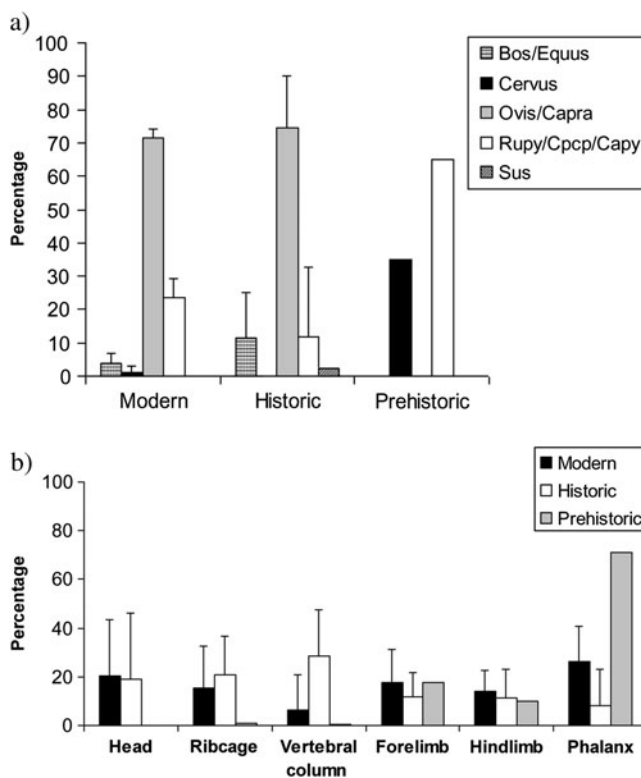 a)
100
90
80
70
60
50
40
30
20
10
0
Percentage
Modern Historic Prehistoric
Bos/Equus
Cervus
Ovis/Capra
Rupy/Cpcp/Capy
Sus
b)
100
80
60
40
20
0
Percentage
Modern
Historic
Prehistoric
Head Ribcage Vertebral Forelimb Hindlimb Phalanx
column